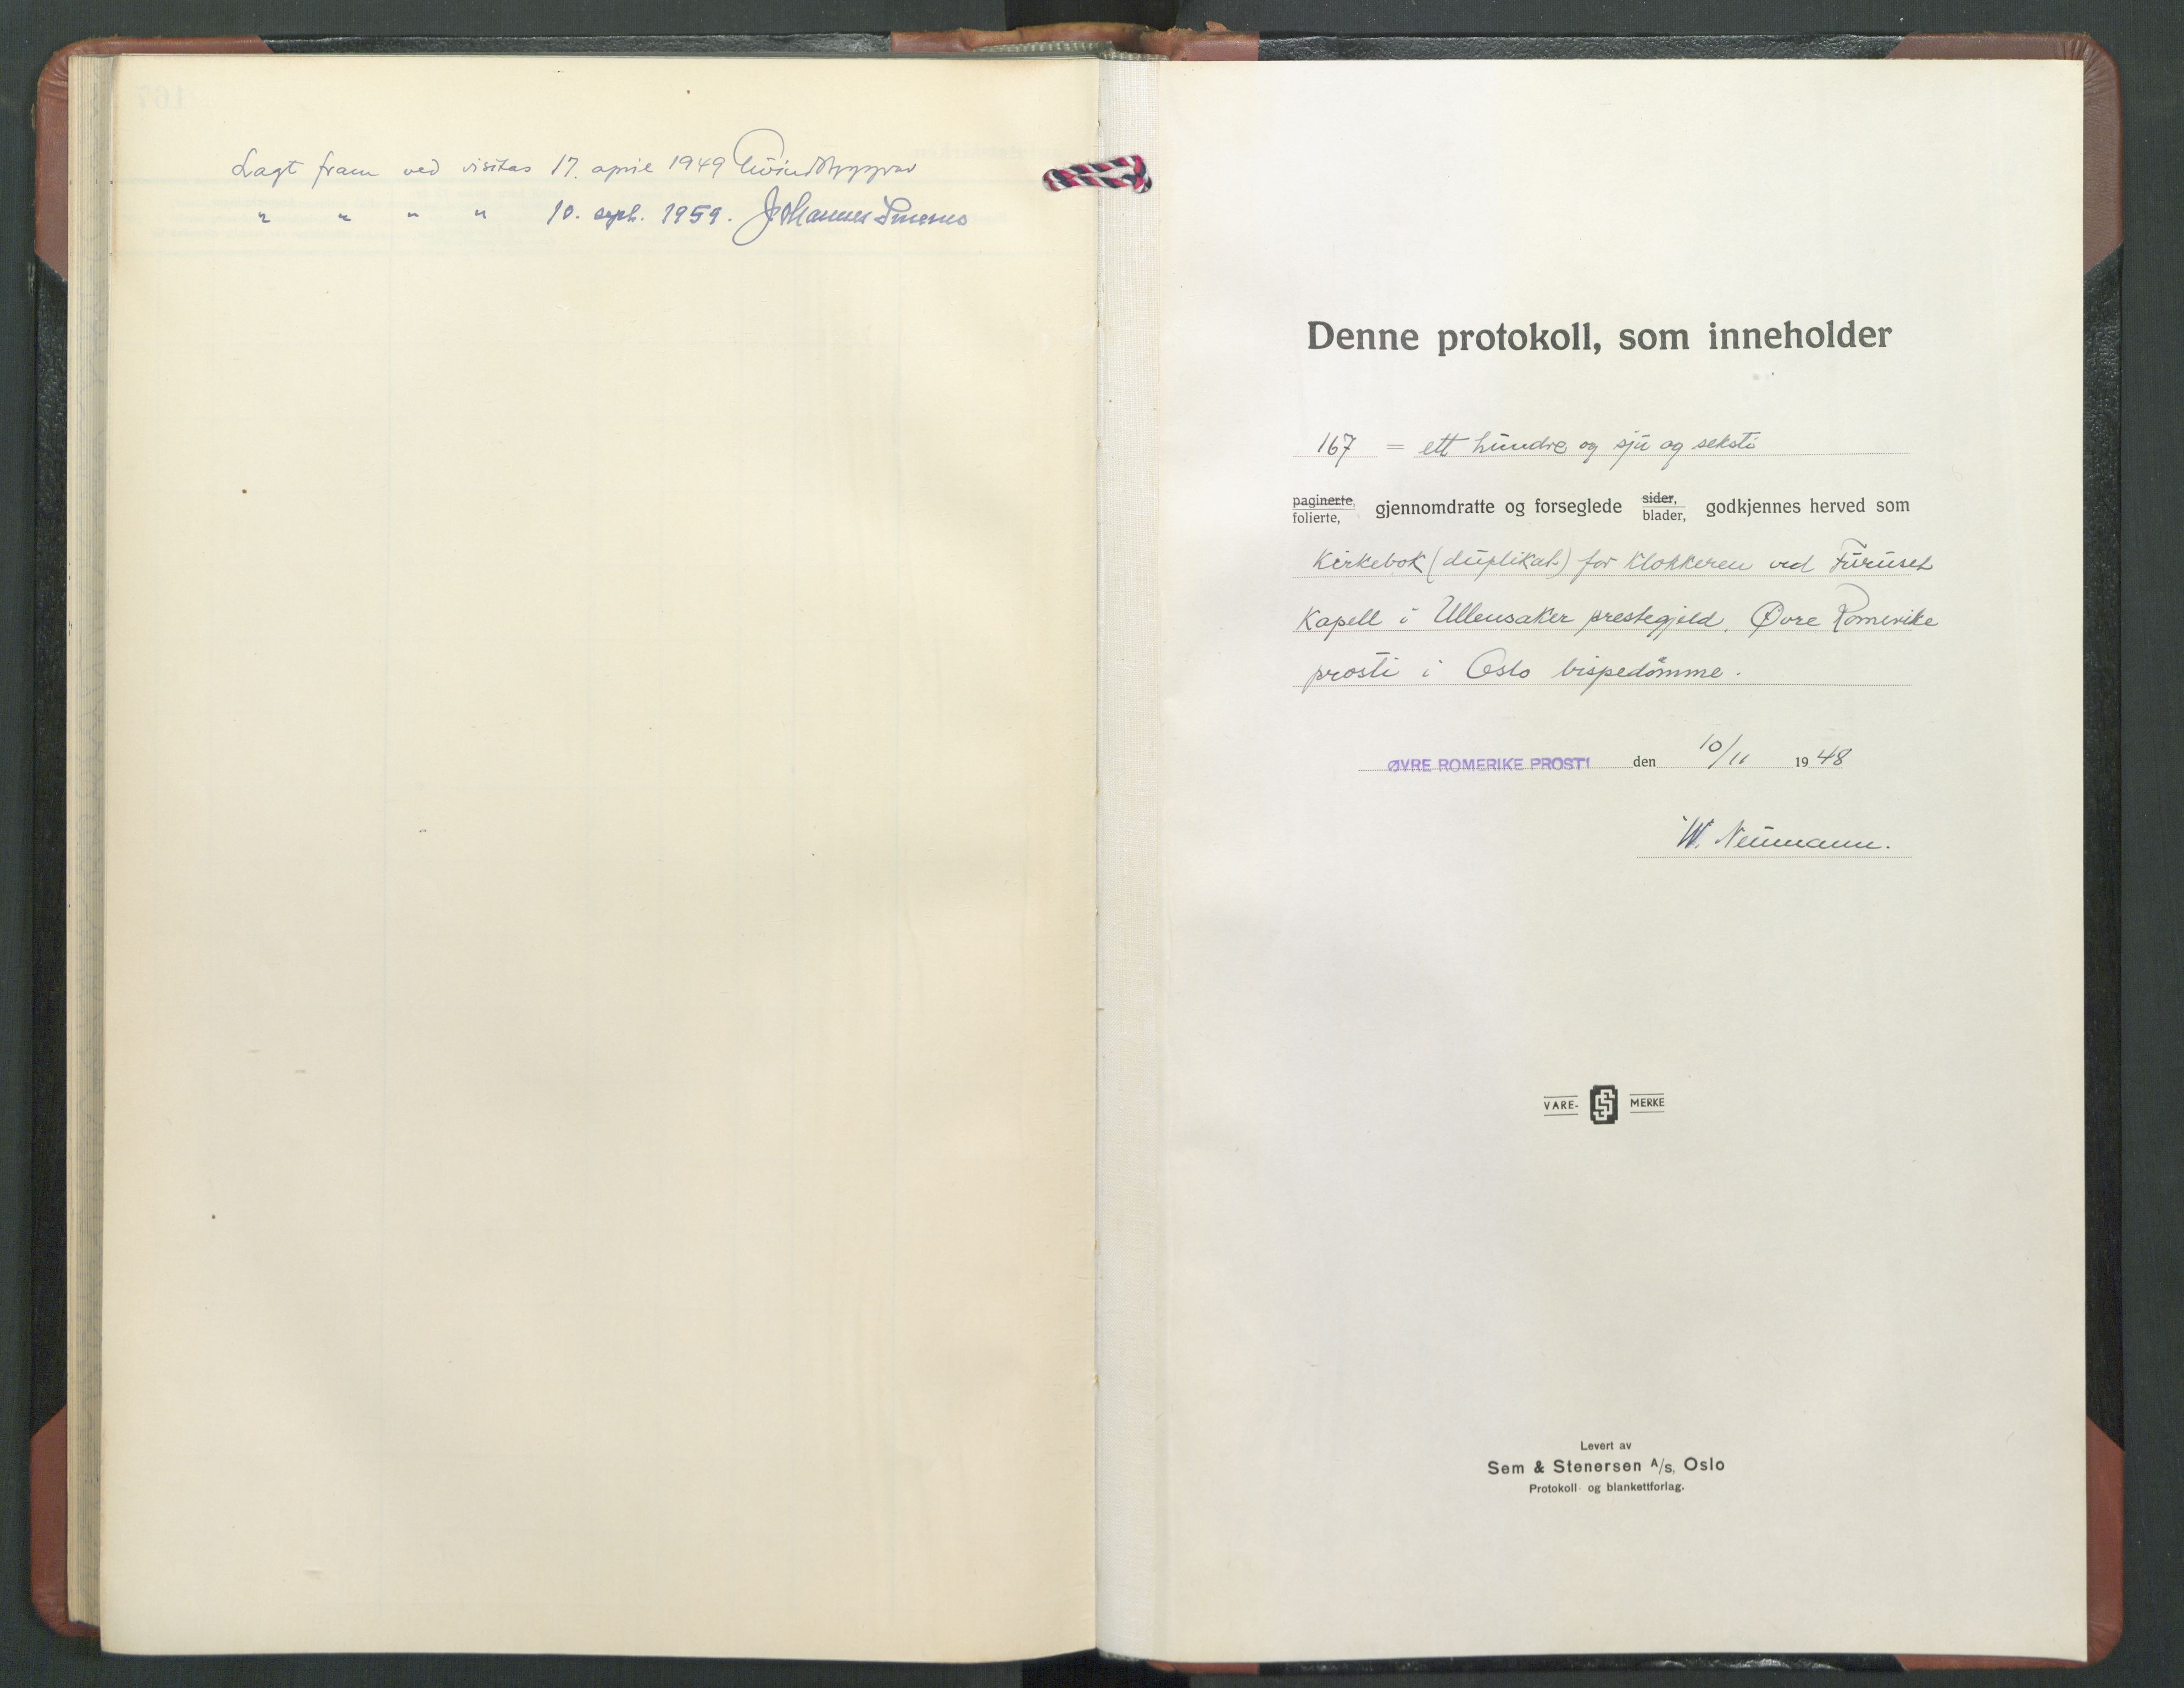 Lagt fram ved visitas 17. april 1949
" " " " 10. sept. 1959. Johannes Smemo
Denne protokoll, som inneholder
167 = ett hundre og sju og seksti
paginerte,
folierte, gjennomdratte og forseglede sider,
blader, godkjennes herved som
Kirkebok (duplikat) for klokkeren ved Furuset
Kapell i Ullensaker prestegjeld, Øvre Romerike
prosti i Oslo bispedømme.
ØVRE ROMERIKE PROSTI den 10/11 1948
W. Neumann.
VARE- MERKE
Levert av
Sem & Stenersen A/s, Oslo
Protokoll- og blankettforlag.